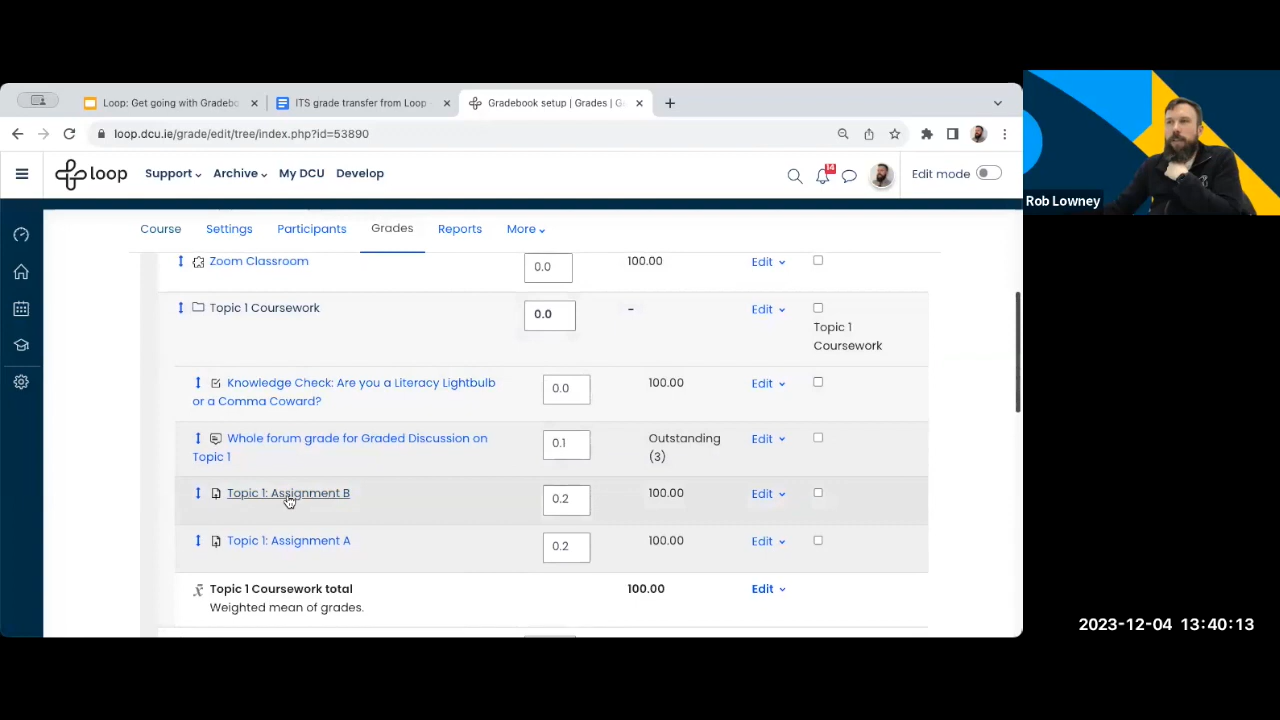 Loop: Get going with Gradebo
ITS grade transfer from Loop
Gradebook setup | Grades | G
loop.dcu.ie/grade/edit/tree/index.php?id=53890
loop
Support
Archive
My DCU
Develop
14
Edit mode
Rob Lowney
Course
Settings
Participants
Grades
Reports
More
Zoom Classroom
0.0
100.00
Edit
Topic 1 Coursework
0.0
-
Edit
Topic 1
Coursework
Knowledge Check: Are you a Literacy Lightbulb
or a Comma Coward?
0.0
100.00
Edit
Whole forum grade for Graded Discussion on
Topic 1
0.1
Outstanding
(3)
Edit
Topic 1: Assignment B
0.2
100.00
Edit
Topic 1: Assignment A
0.2
100.00
Edit
Topic 1 Coursework total
Weighted mean of grades.
100.00
Edit
2023-12-04 13:40:13